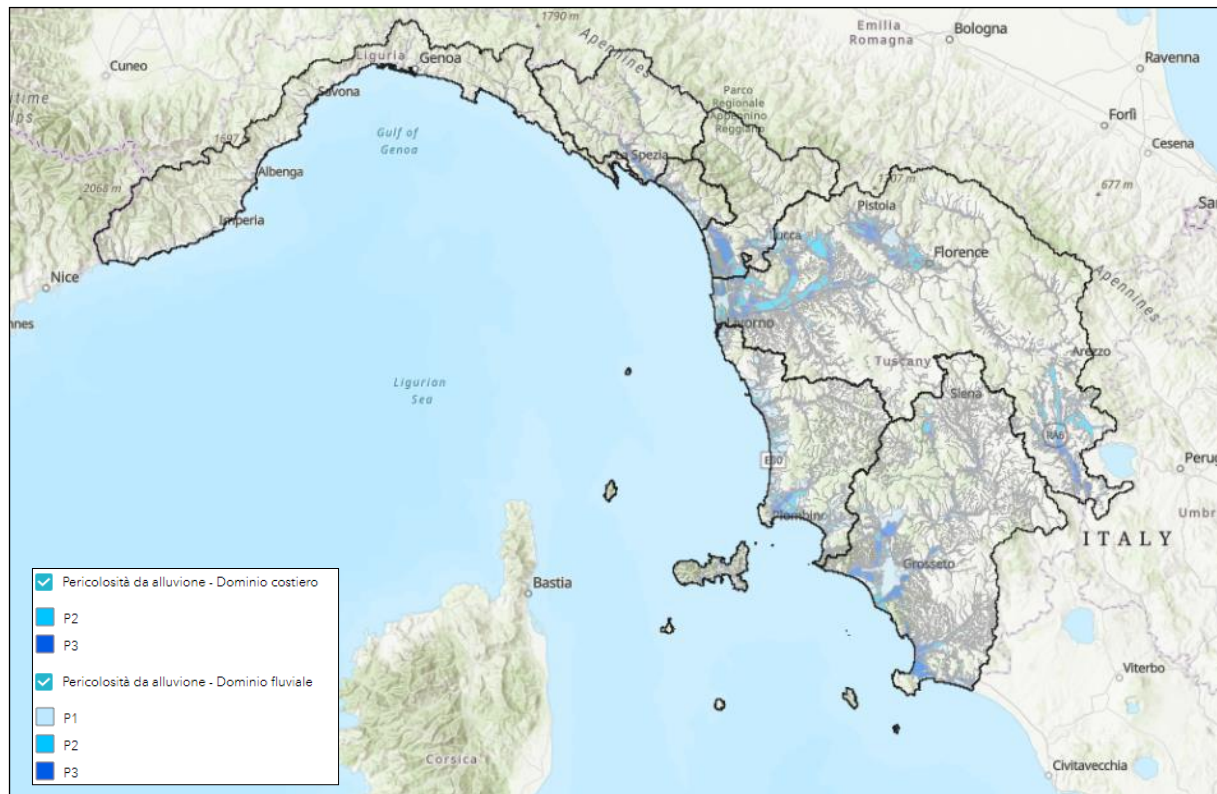 1790 m
Emilia
Romagna
Bologna
Apennines
Ravenna
Cuneo
Liguria
Genoa
Savona
Parco
Regionale
Appennino
Reggiano
Forlì
Cesena
1697
Gulf of
Genoa
La Spezia
2068 m
Albenga
677 m
Imperia
Pistoia
Lucca
Florence
Nice
Apennines
Livorno
Arezzo
Tuscany
Siena
Ligurian
Sea
RA6
E80
Piombino
ITALY
Grosseto
Bastia
Viterbo
Corsica
Civitavecchia
Pericolosità da alluvione - Dominio costiero
P2
P3
Pericolosità da alluvione - Dominio fluviale
P1
P2
P3